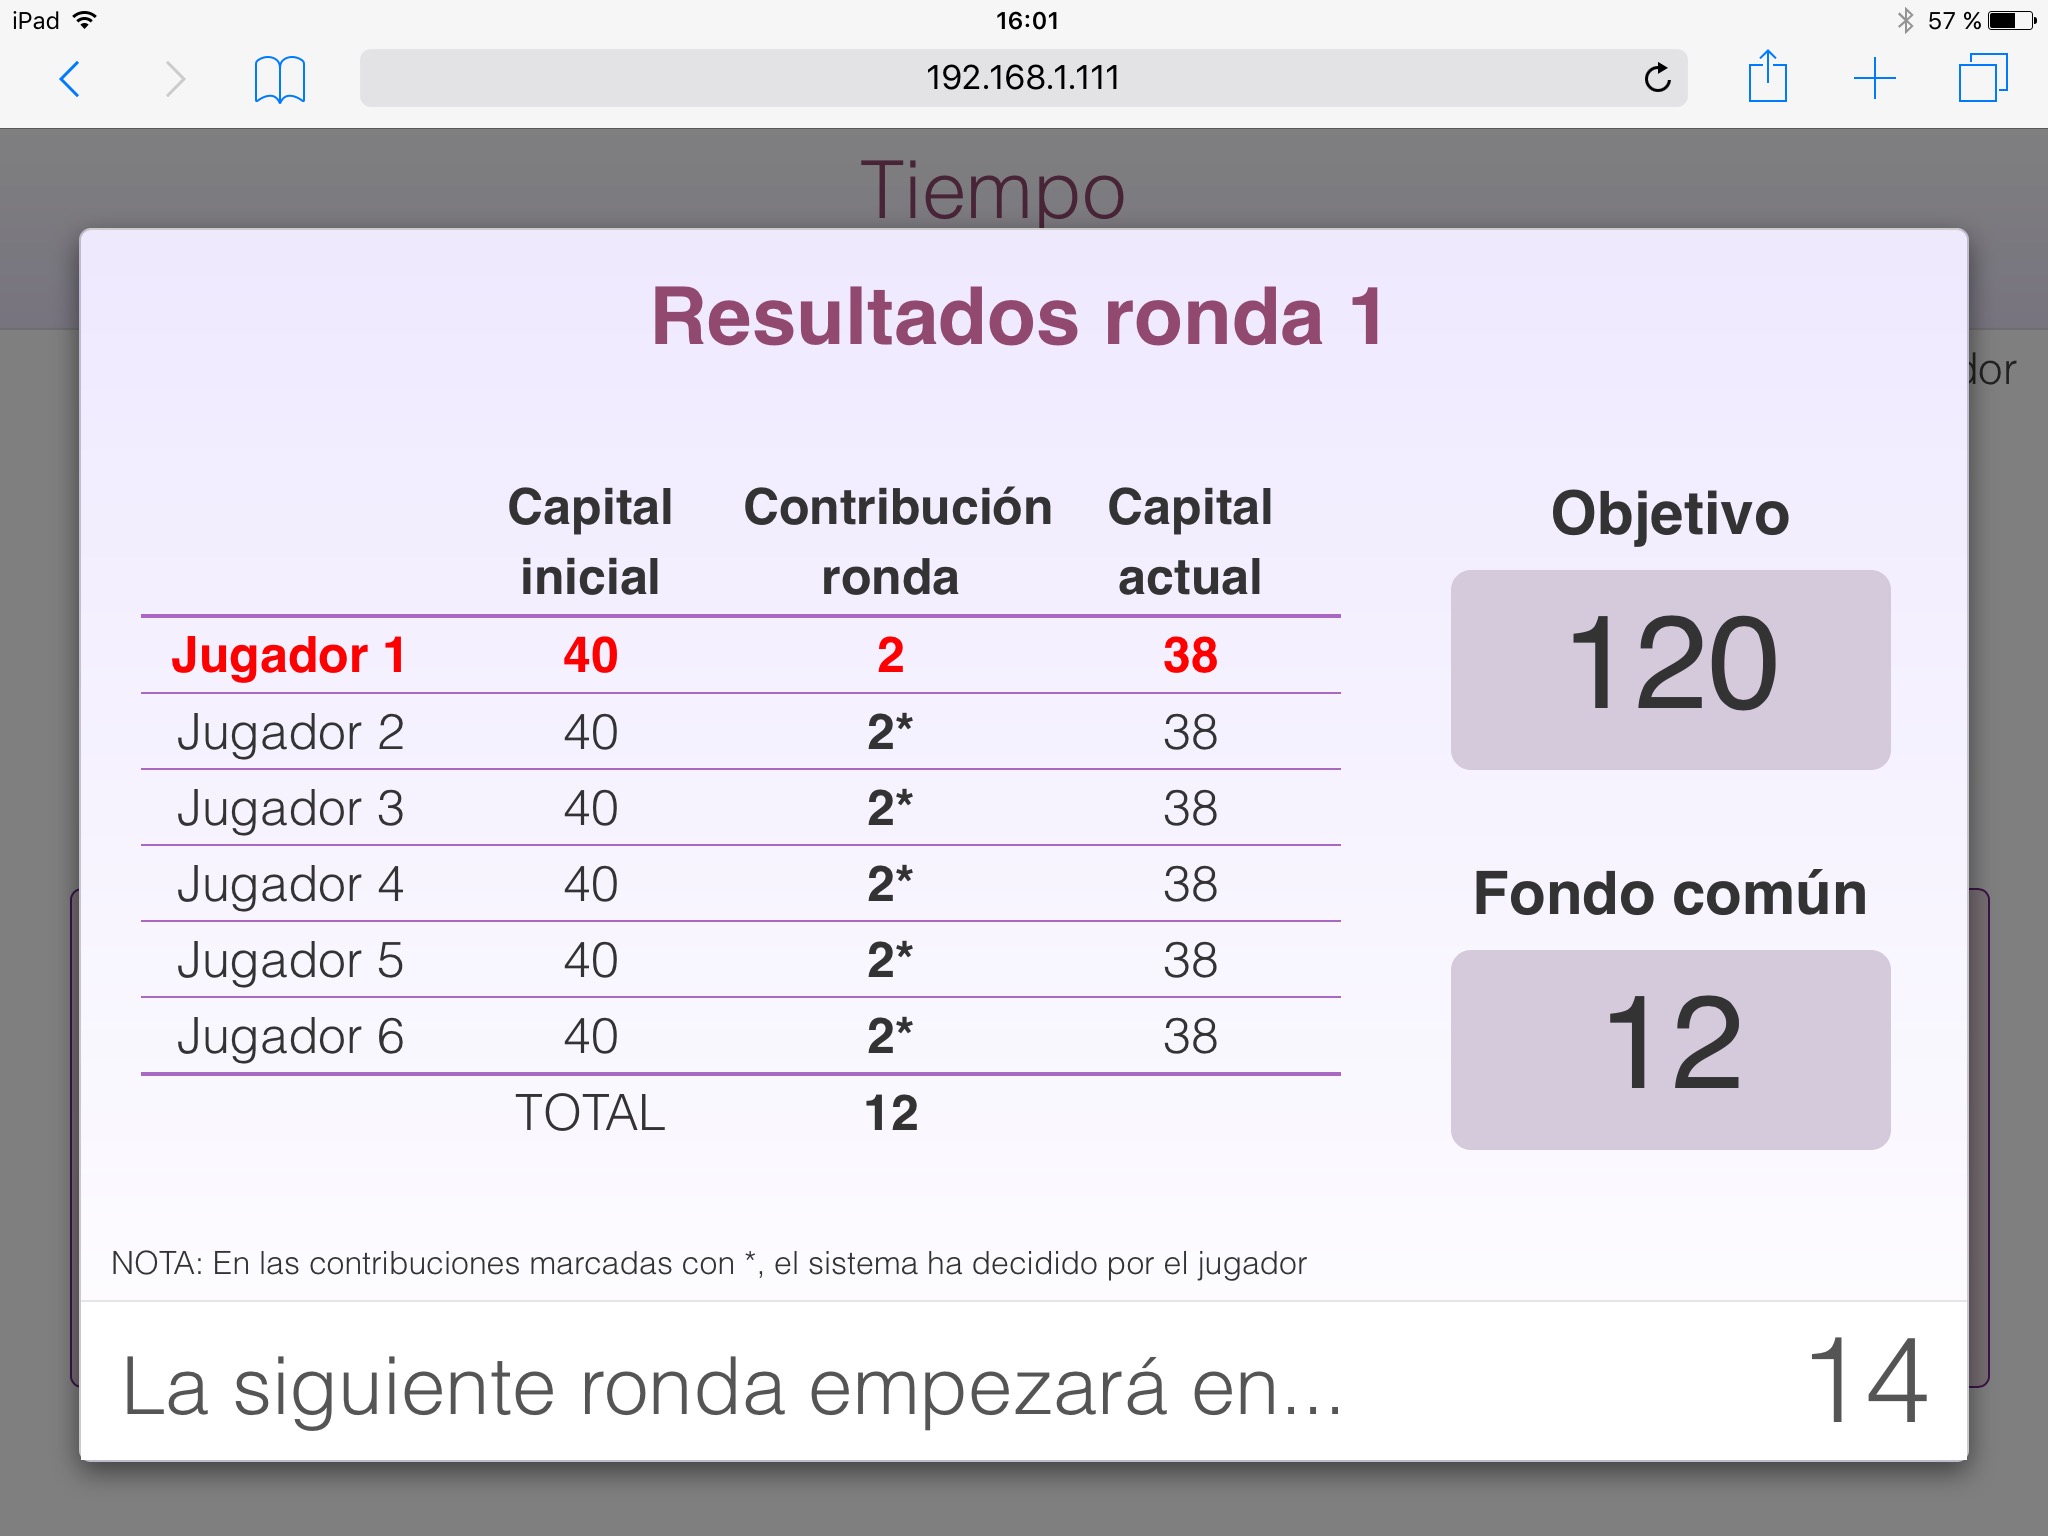 iPad 16:01 57 %
192.168.1.111
Tiempo
Resultados ronda 1
Capital inicial Contribución ronda Capital actual
Jugador 1 40 2 38
Jugador 2 40 2* 38
Jugador 3 40 2* 38
Jugador 4 40 2* 38
Jugador 5 40 2* 38
Jugador 6 40 2* 38
TOTAL 12
Objetivo
120
Fondo común
12
NOTA: En las contribuciones marcadas con *, el sistema ha decidido por el jugador
La siguiente ronda empezará en... 14